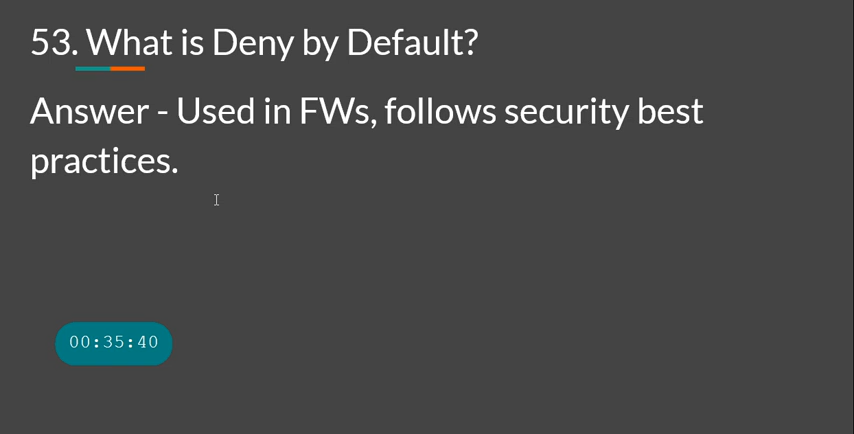 53. What is Deny by Default?
Answer - Used in FWs, follows security best
practices.
00:35:40